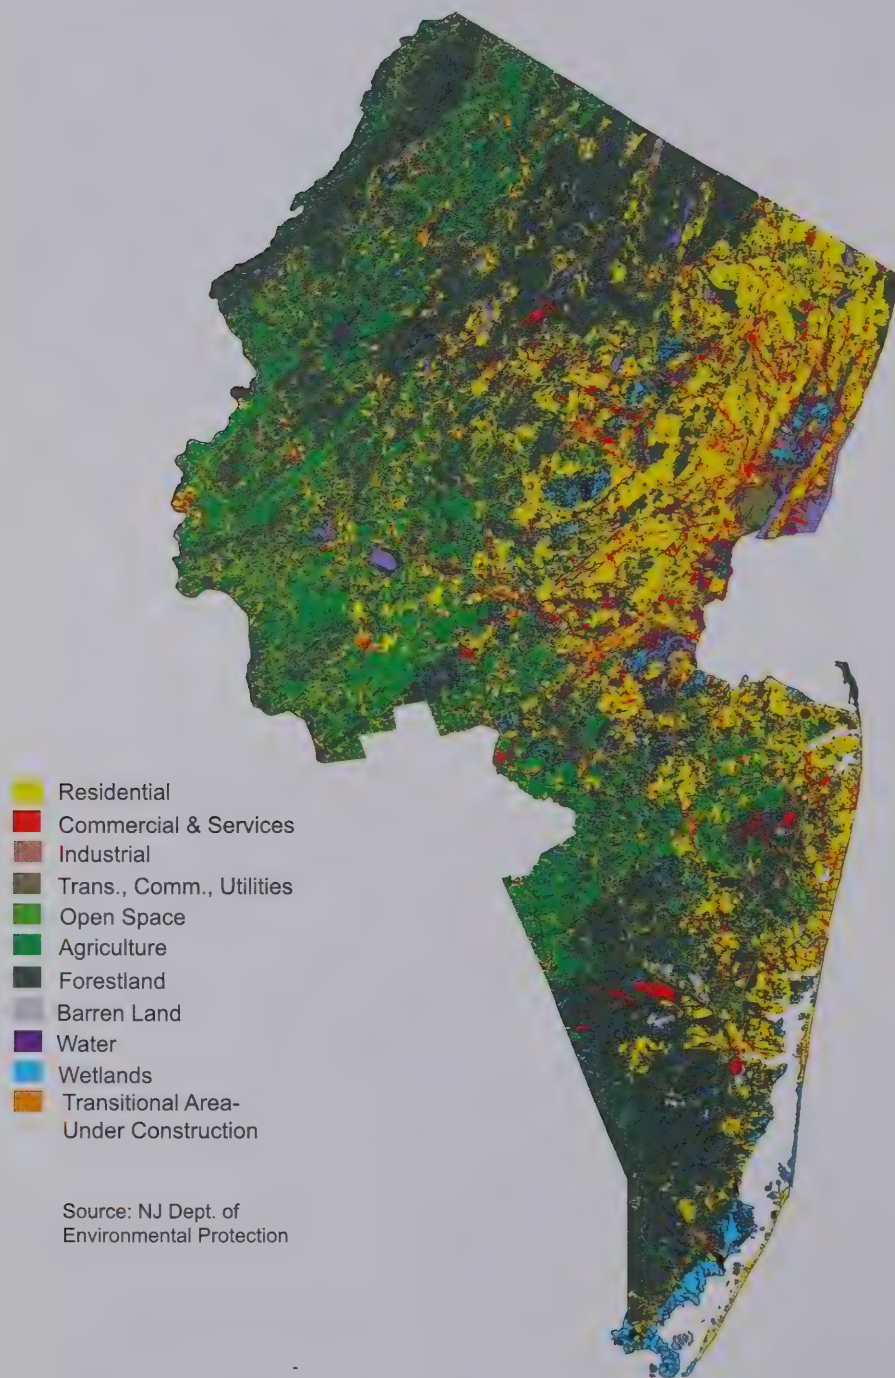 Residential
Commercial & Services
Industrial
Trans., Comm., Utilities
Open Space
Agriculture
Forestland
Barren Land
Water
Wetlands
Transitional Area-
Under Construction
Source: NJ Dept. of
Environmental Protection